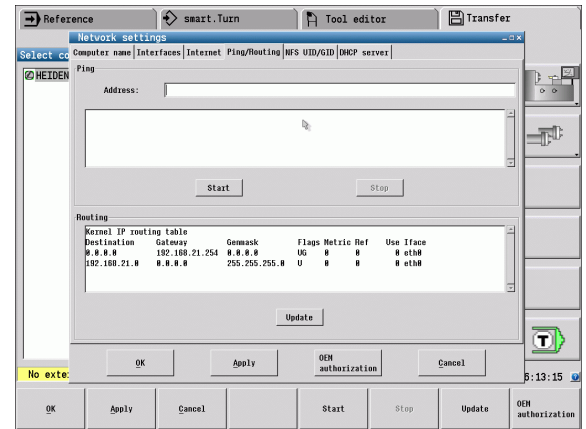 Reference
smart.Turn
Tool editor
Transfer
Network settings
Select co
Computer name Interfaces Internet Ping/Routing NFS UID/GID DHCP server
HEIDEN
Ping
Address:
Start Stop
Routing
Kernel IP routing table
Destination Gateway Genmask Flags Metric Ref Use Iface
0.0.0.0 192.168.21.254 0.0.0.0 UG 0 0 0 eth0
192.168.21.0 0.0.0.0 255.255.255.0 U 0 0 0 eth0
Update
T
OK Apply OEM authorization Cancel
No exte
6:13:15
OK Apply Cancel Start Stop Update OEM authorization